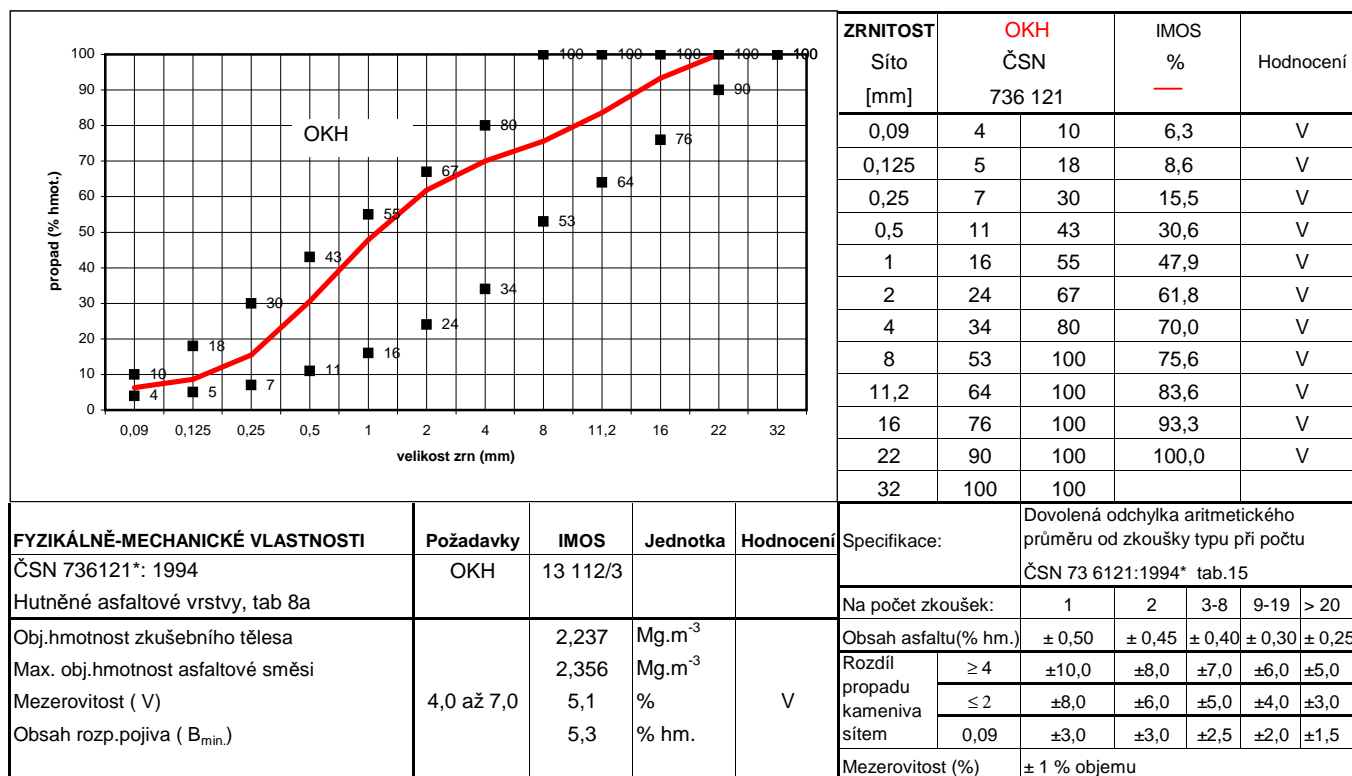 100
90
80
70
60
50
40
30
20
10
0
propad (% hmot.)
OKH
10 18 30 43 55 67 80 100 100 100 100 100
4 5 7 11 16 24 34 53 64 76 90 100
0,09 0,125 0,25 0,5 1 2 4 8 11,2 16 22 32
velikost zrn (mm)
ZRNITOST OKH IMOS
Síto ČSN % Hodnocení
[mm] 736 121
0,09 4 10 6,3 V
0,125 5 18 8,6 V
0,25 7 30 15,5 V
0,5 11 43 30,6 V
1 16 55 47,9 V
2 24 67 61,8 V
4 34 80 70,0 V
8 53 100 75,6 V
11,2 64 100 83,6 V
16 76 100 93,3 V
22 90 100 100,0 V
32 100 100
FYZIKÁLNĚ-MECHANICKÉ VLASTNOSTI Požadavky IMOS Jednotka Hodnocení
ČSN 736121*: 1994 OKH 13 112/3
Hutněné asfaltové vrstvy, tab 8a
Obj.hmotnost zkušebního tělesa 2,237 Mg.m-3
Max. obj.hmotnost asfaltové směsi 2,356 Mg.m-3
Mezerovitost ( V) 4,0 až 7,0 5,1 % V
Obsah rozp.pojiva ( Bmin.) 5,3 % hm.
Specifikace:
Dovolená odchylka aritmetického
průměru od zkoušky typu při počtu
ČSN 73 6121:1994* tab.15
Na počet zkoušek: 1 2 3-8 9-19 > 20
Obsah asfaltu(% hm.) ± 0,50 ± 0,45 ± 0,40 ± 0,30 ± 0,25
Rozdíl
propadu
kameniva
sítem
≥ 4 ±10,0 ±8,0 ±7,0 ±6,0 ±5,0
≤ 2 ±8,0 ±6,0 ±5,0 ±4,0 ±3,0
0,09 ±3,0 ±3,0 ±2,5 ±2,0 ±1,5
Mezerovitost (%) ± 1 % objemu